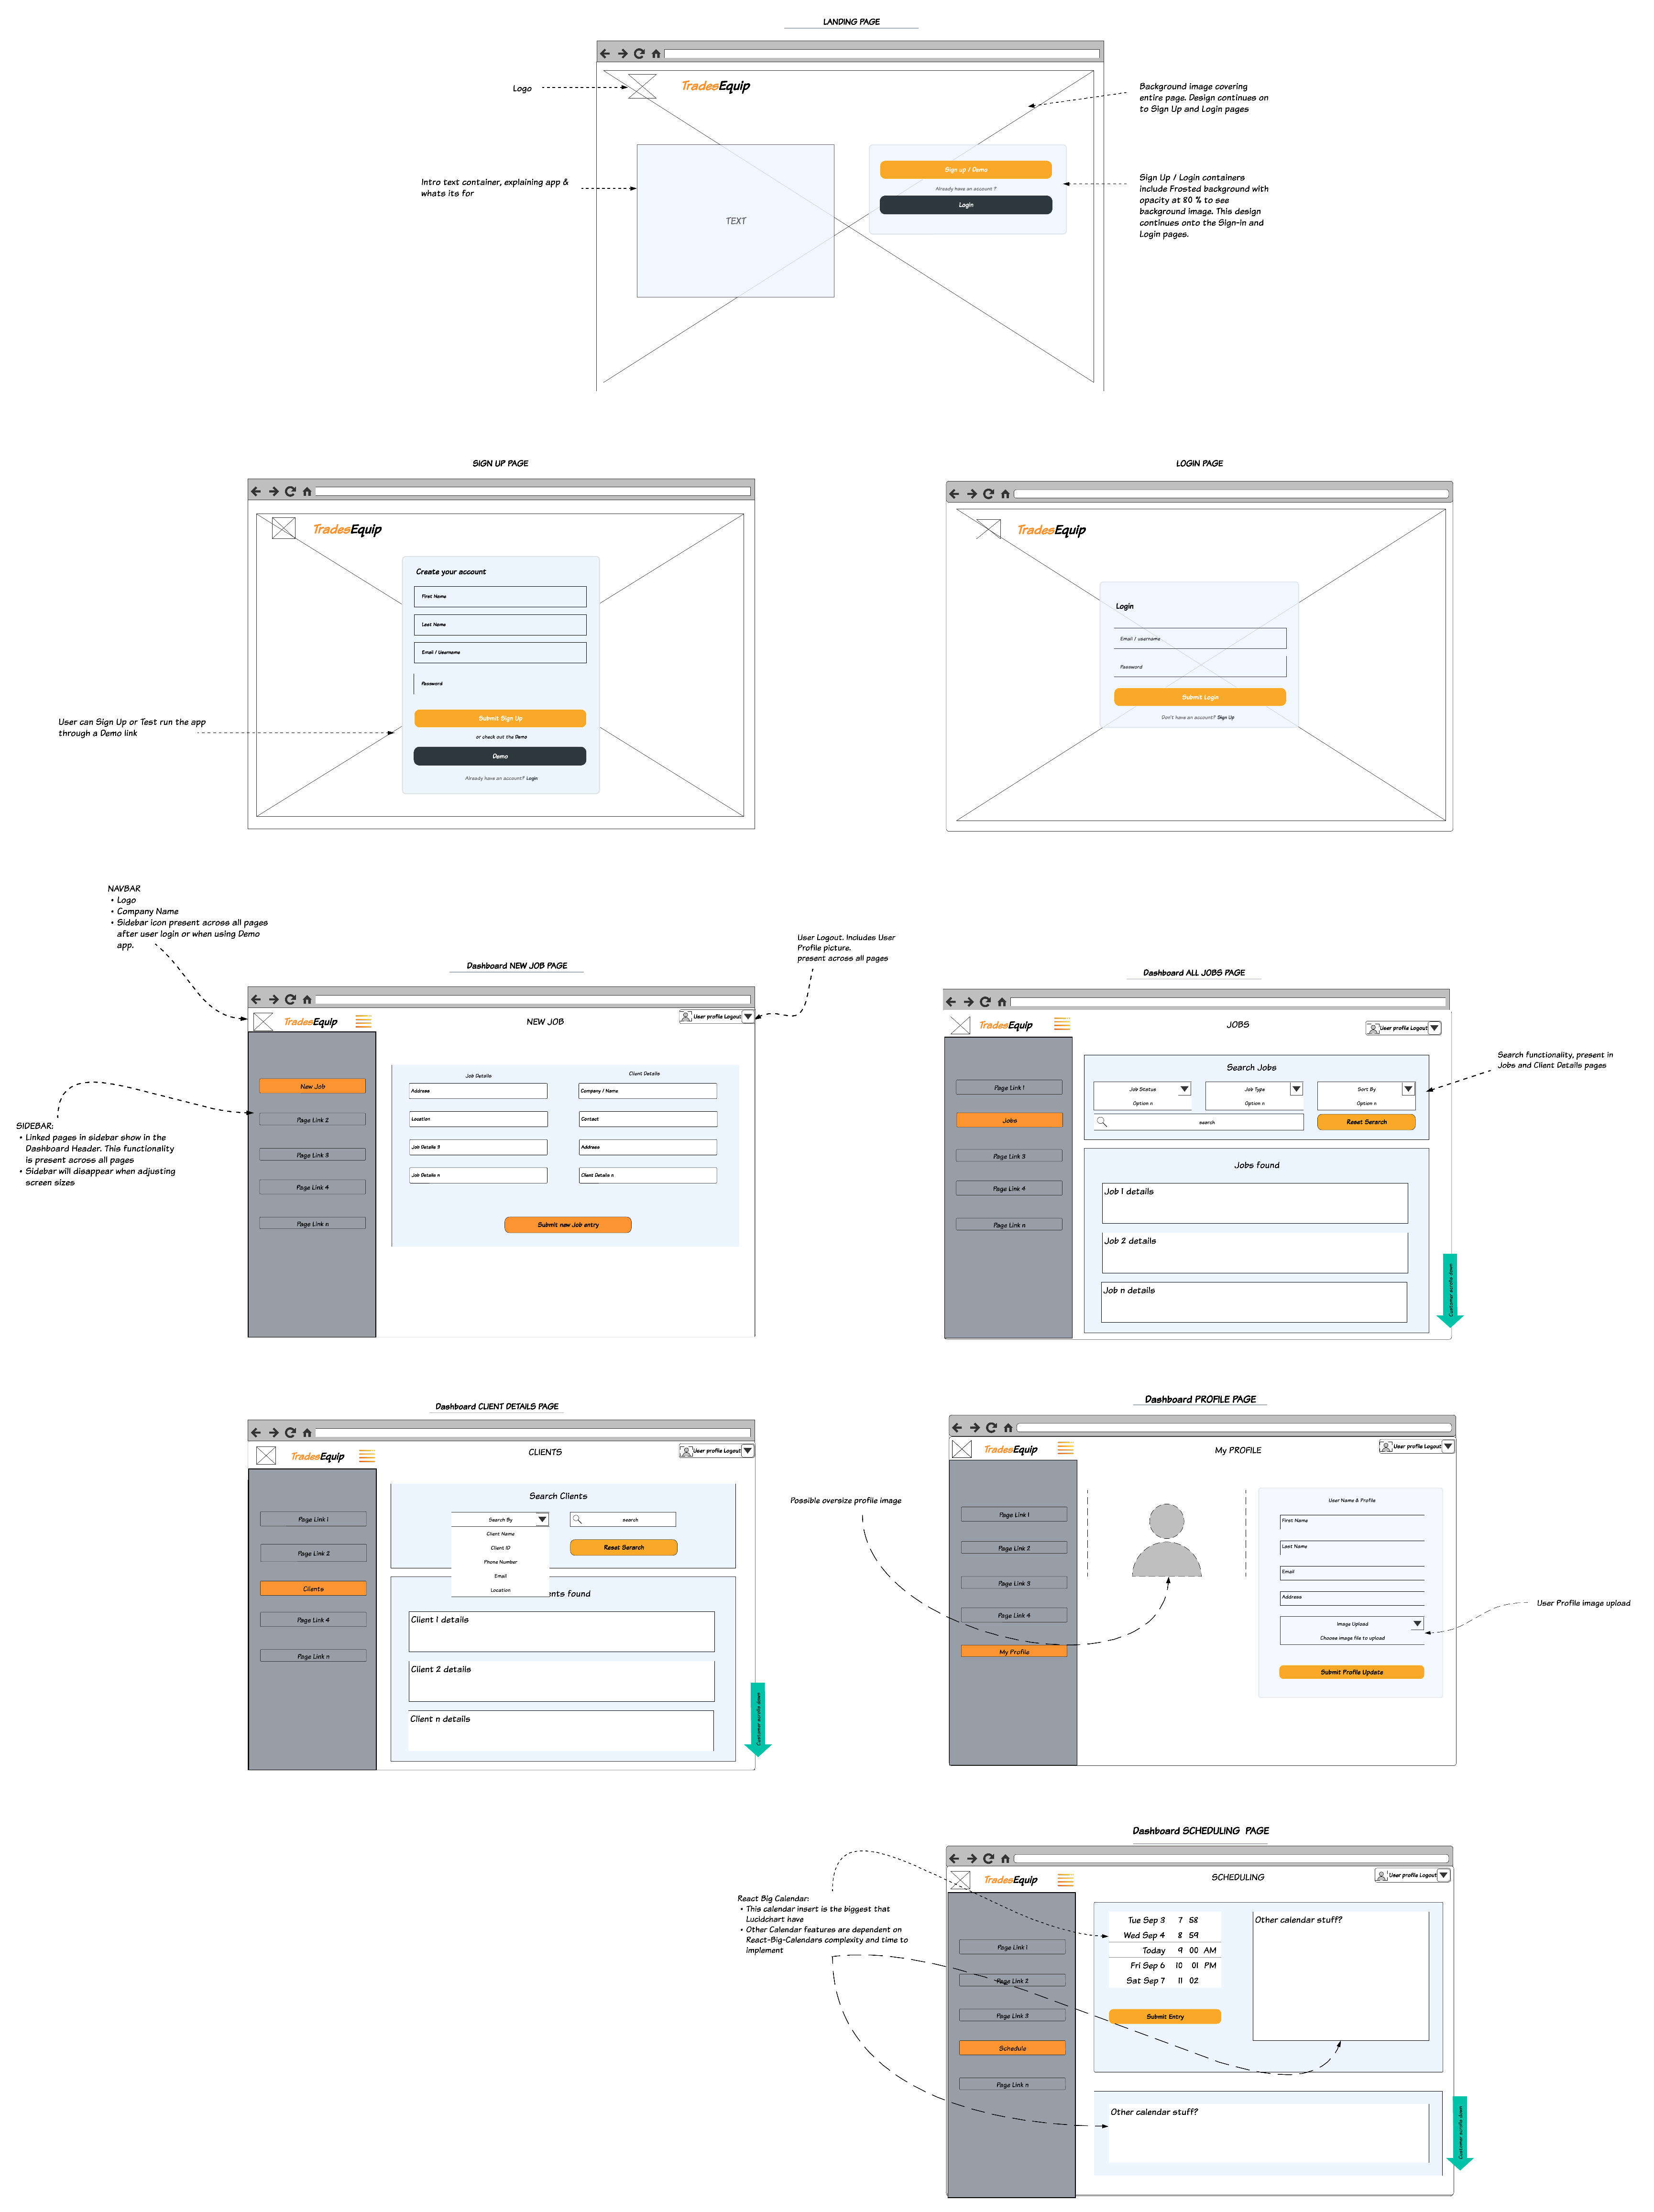 LANDING PAGE
Logo
TradesEquip
Background image covering
entire page. Design continues on
to Sign Up and Login pages
Intro text container, explaining app &
whats its for
TEXT
Sign up / Demo
Already have an account ?
Login
Sign Up / Login containers
include Frosted background with
opacity at 80 % to see
background image. This design
continues onto the Sign-in and
Login pages.
SIGN UP PAGE
TradesEquip
Create your account
First Name
Last Name
Email / Username
Password
Submit Sign Up
or check out the Demo
Demo
Already have an account? Login
User can Sign Up or Test run the app
through a Demo link
LOGIN PAGE
TradesEquip
Login
Email / username
Password
Submit Login
Don't have an account? Sign Up
NAVBAR
• Logo
• Company Name
• Sidebar icon present across all pages
after user login or when using Demo
app.
User Logout. Includes User
Profile picture.
present across all pages
SIDEBAR:
• Linked pages in sidebar show in the
Dashboard Header. This functionality
is present across all pages
• Sidebar will disappear when adjusting
screen sizes
Dashboard NEW JOB PAGE
TradesEquip
NEW JOB
User profile Logout
New Job
Page Link 2
Page Link 3
Page Link 4
Page Link n
Job Details
Client Details
Address
Company / Name
Location
Contact
Job Details 3
Address
Job Details n
Client Details n
Submit new Job entry
Dashboard ALL JOBS PAGE
TradesEquip
JOBS
User profile Logout
Page Link 1
Jobs
Page Link 3
Page Link 4
Page Link n
Search Jobs
Job Status
Job Type
Sort By
Option n
Option n
Option n
search
Reset Serarch
Jobs found
Job 1 details
Job 2 details
Job n details
Customer scrolls down
Search functionality, present in
Jobs and Client Details pages
Dashboard CLIENT DETAILS PAGE
TradesEquip
CLIENTS
User profile Logout
Page Link 1
Page Link 2
Clients
Page Link 4
Page Link n
Search Clients
Search By
search
Client Name
Client ID
Reset Serarch
Phone Number
Email
Location
ents found
Client 1 details
Client 2 details
Client n details
Customer scrolls down
Dashboard PROFILE PAGE
TradesEquip
My PROFILE
User profile Logout
Possible oversize profile image
Page Link 1
Page Link 2
Page Link 3
Page Link 4
My Profile
User Name & Profile
First Name
Last Name
Email
Address
Image Upload
Choose image file to upload
Submit Profile Update
User Profile image upload
Dashboard SCHEDULING PAGE
TradesEquip
SCHEDULING
User profile Logout
React Big Calendar:
• This calendar insert is the biggest that
Lucidchart have
• Other Calendar features are dependent on
React-Big-Calendars complexity and time to
implement
Page Link 1
Page Link 2
Page Link 3
Schedule
Page Link n
Tue Sep 3 7 58
Wed Sep 4 8 59
Today 9 00 AM
Fri Sep 6 10 01 PM
Sat Sep 7 11 02
Submit Entry
Other calendar stuff?
Other calendar stuff?
Customer scrolls down